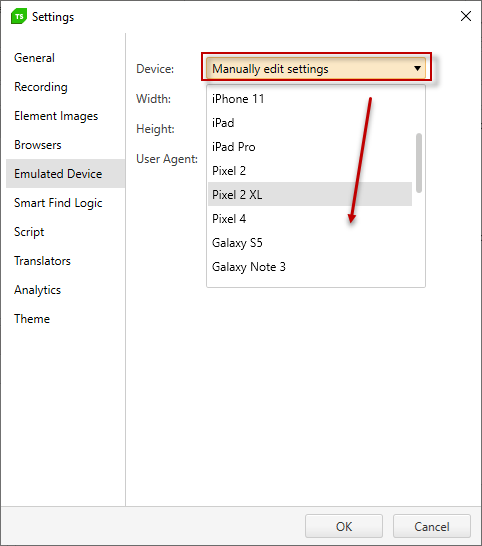 TS Settings
General
Recording
Element Images
Browsers
Emulated Device
Smart Find Logic
Script
Translators
Analytics
Theme
Device: Manually edit settings
Width:
Height:
User Agent:
iPhone 11
iPad
iPad Pro
Pixel 2
Pixel 2 XL
Pixel 4
Galaxy S5
Galaxy Note 3
OK Cancel